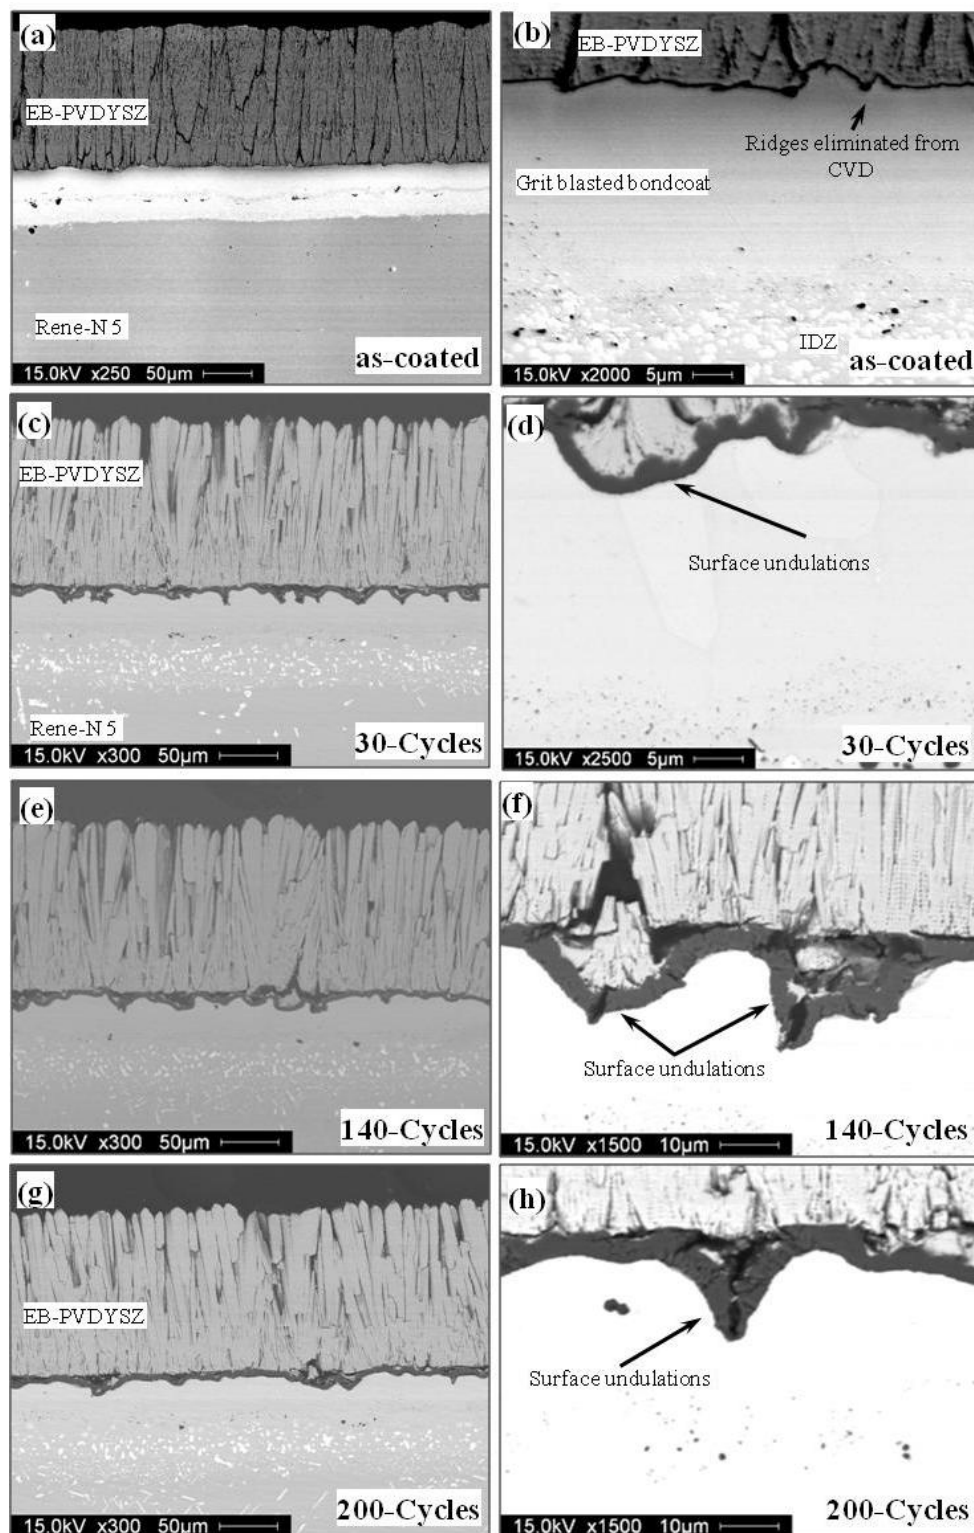 (a)
EB-PVDYSZ
Rene-N5
as-coated
15.0kV x250 50µm
(b)
EB-PVDYSZ
Ridges eliminated from
CVD
Grit blasted bondcoat
IDZ
as-coated
15.0kV x2000 5µm
(c)
EB-PVDYSZ
Rene-N5
30-Cycles
15.0kV x300 50µm
(d)
Surface undulations
30-Cycles
15.0kV x2500 5µm
(e)
140-Cycles
15.0kV x300 50µm
(f)
Surface undulations
140-Cycles
15.0kV x1500 10µm
(g)
EB-PVDYSZ
200-Cycles
15.0kV x300 50µm
(h)
Surface undulations
200-Cycles
15.0kV x1500 10µm